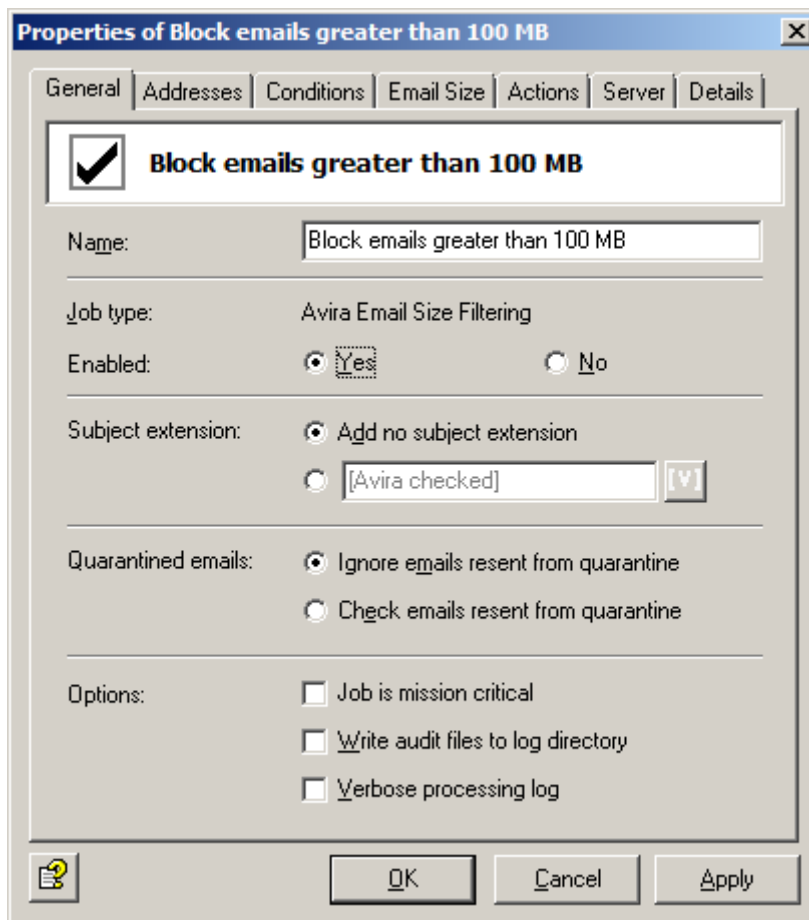 Properties of Block emails greater than 100 MB
General Addresses Conditions Email Size Actions Server Details
Block emails greater than 100 MB
Name: Block emails greater than 100 MB
Job type: Avira Email Size Filtering
Enabled: Yes No
Subject extension: Add no subject extension
[Avira checked] [V]
Quarantined emails: Ignore emails resent from quarantine
Check emails resent from quarantine
Options: Job is mission critical
Write audit files to log directory
Verbose processing log
OK Cancel Apply